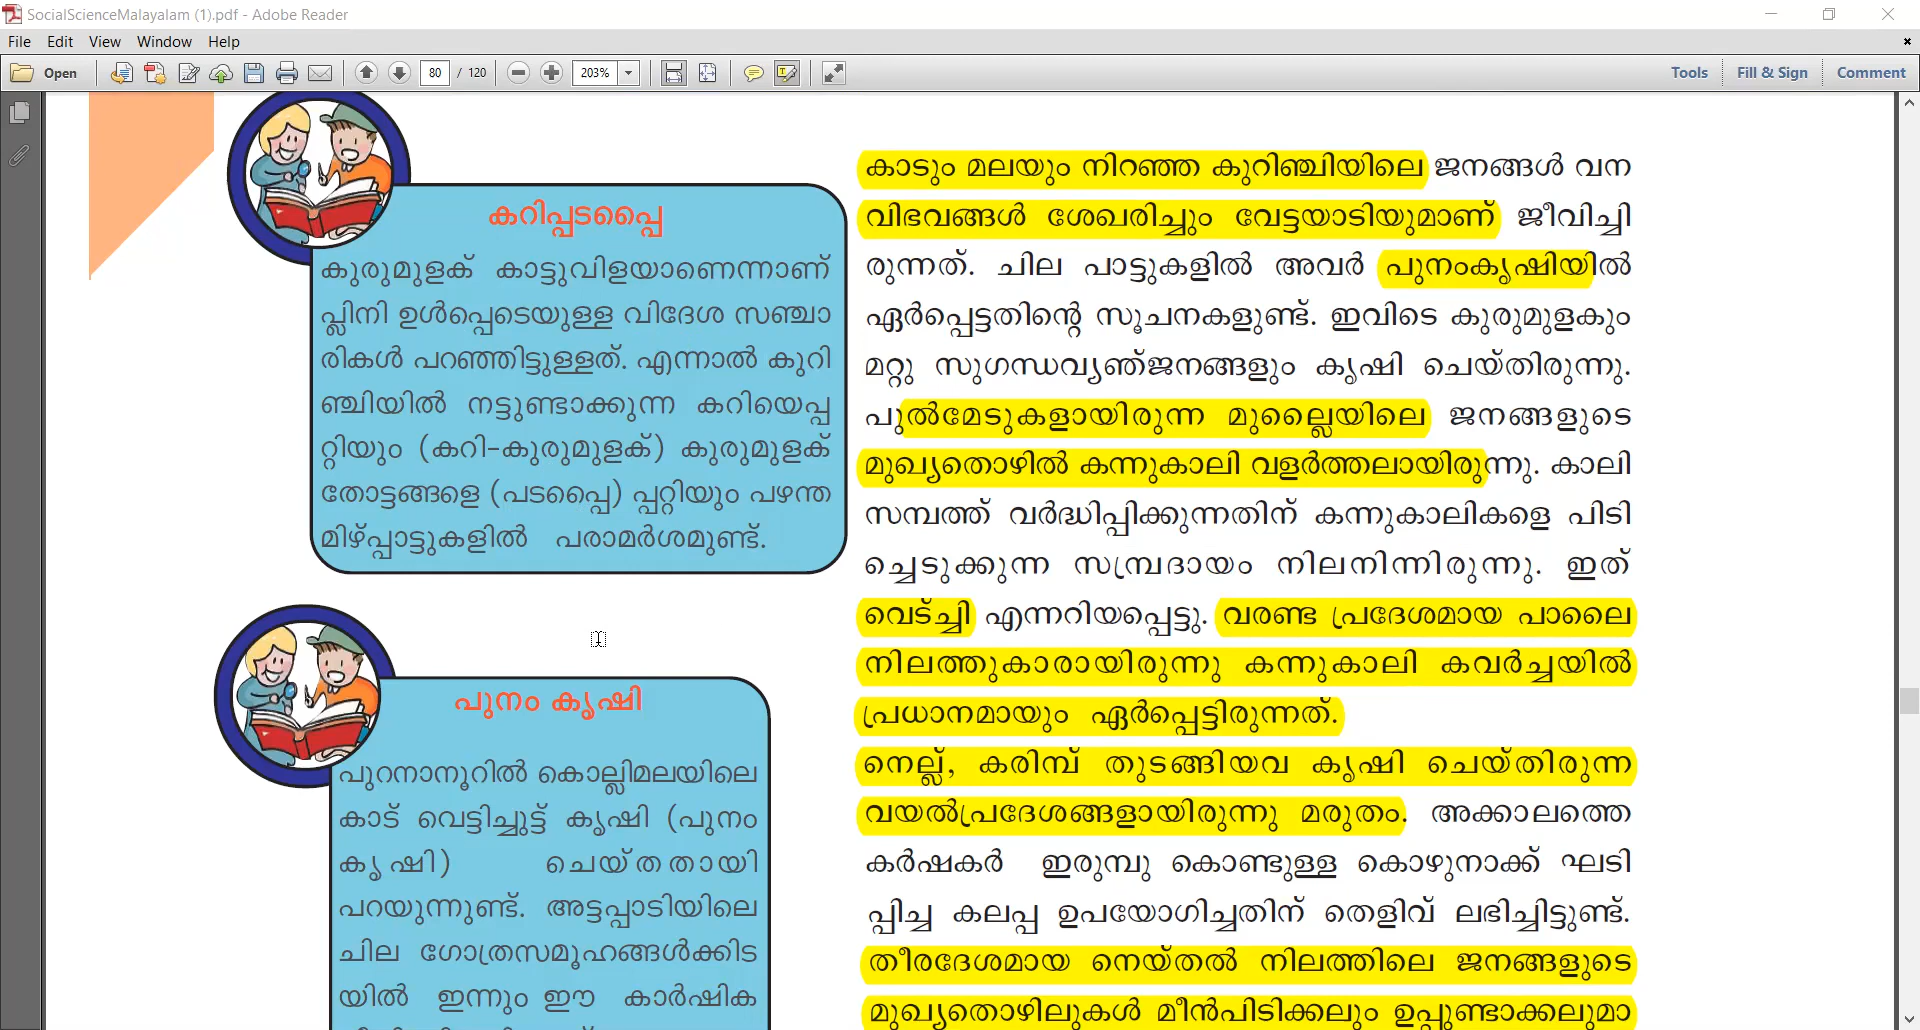 SocialScienceMalayalam (1).pdf - Adobe Reader
File Edit View Window Help
Open 80 / 120 203% Tools Fill & Sign Comment
കറിപ്പടപ്പൈ
കുരുമുളക് കാട്ടുവിളയാണെന്നാണ്
പ്ലിനി ഉൾപ്പെടെയുള്ള വിദേശ സഞ്ചാ
രികൾ പറഞ്ഞിട്ടുള്ളത്. എന്നാൽ കുറി
ഞ്ചിയിൽ നട്ടുണ്ടാക്കുന്ന കറിയെപ്പ
റ്റിയും (കറി-കുരുമുളക്) കുരുമുളക്
തോട്ടങ്ങളെ (പടപ്പൈ) പ്പറ്റിയും പഴന്ത
മിഴ്പ്പാട്ടുകളിൽ പരാമർശമുണ്ട്.
പുനം കൃഷി
പുറനാനൂറിൽ കൊല്ലിമലയിലെ
കാട് വെട്ടിച്ചുട്ട് കൃഷി (പുനം
കൃഷി) ചെയ്തതായി
പറയുന്നുണ്ട്. അട്ടപ്പാടിയിലെ
ചില ഗോത്രസമൂഹങ്ങൾക്കിട
യിൽ ഇന്നും ഈ കാർഷിക
കാടും മലയും നിറഞ്ഞ കുറിഞ്ചിയിലെ ജനങ്ങൾ വന
വിഭവങ്ങൾ ശേഖരിച്ചും വേട്ടയാടിയുമാണ് ജീവിച്ചി
രുന്നത്. ചില പാട്ടുകളിൽ അവർ പുനംകൃഷിയിൽ
ഏർപ്പെട്ടതിന്റെ സൂചനകളുണ്ട്. ഇവിടെ കുരുമുളകും
മറ്റു സുഗന്ധവ്യഞ്ജനങ്ങളും കൃഷി ചെയ്തിരുന്നു.
പുൽമേടുകളായിരുന്ന മുല്ലൈയിലെ ജനങ്ങളുടെ
മുഖ്യതൊഴിൽ കന്നുകാലി വളർത്തലായിരുന്നു. കാലി
സമ്പത്ത് വർദ്ധിപ്പിക്കുന്നതിന് കന്നുകാലികളെ പിടി
ച്ചെടുക്കുന്ന സമ്പ്രദായം നിലനിന്നിരുന്നു. ഇത്
വെട്ച്ചി എന്നറിയപ്പെട്ടു. വരണ്ട പ്രദേശമായ പാലൈ
നിലത്തുകാരായിരുന്നു കന്നുകാലി കവർച്ചയിൽ
പ്രധാനമായും ഏർപ്പെട്ടിരുന്നത്.
നെല്ല്, കരിമ്പ് തുടങ്ങിയവ കൃഷി ചെയ്തിരുന്ന
വയൽപ്രദേശങ്ങളായിരുന്നു മരുതം. അക്കാലത്തെ
കർഷകർ ഇരുമ്പു കൊണ്ടുള്ള കൊഴുനാക്ക് ഘടി
പ്പിച്ച കലപ്പ ഉപയോഗിച്ചതിന് തെളിവ് ലഭിച്ചിട്ടുണ്ട്.
തീരദേശമായ നെയ്തൽ നിലത്തിലെ ജനങ്ങളുടെ
മുഖ്യതൊഴിലുകൾ മീൻപിടിക്കലും ഉപ്പുണ്ടാക്കലുമാ